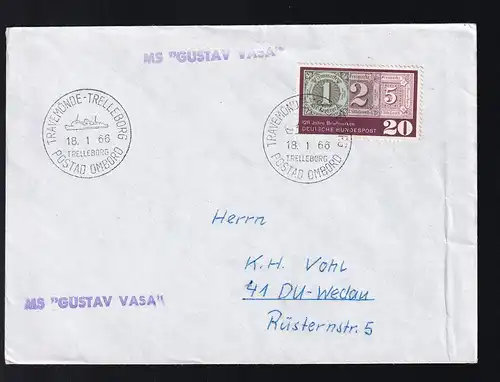 MS "GUSTAV VASA"
TRAVEMÜNDE-TRELLEBORG
18. 1 66
TRELLEBORG
POSTAD OMBORD
TRAVEMÜNDE-TRELLEBORG
18. 1 66
TRELLEBORG
POSTAD OMBORD
1 2 5
125 Jahre Briefmarken
DEUTSCHE BUNDESPOST 20
Herrn
K.H. Vohl
41 DU-Wedau
Rüsternstr. 5
MS "GUSTAV VASA"